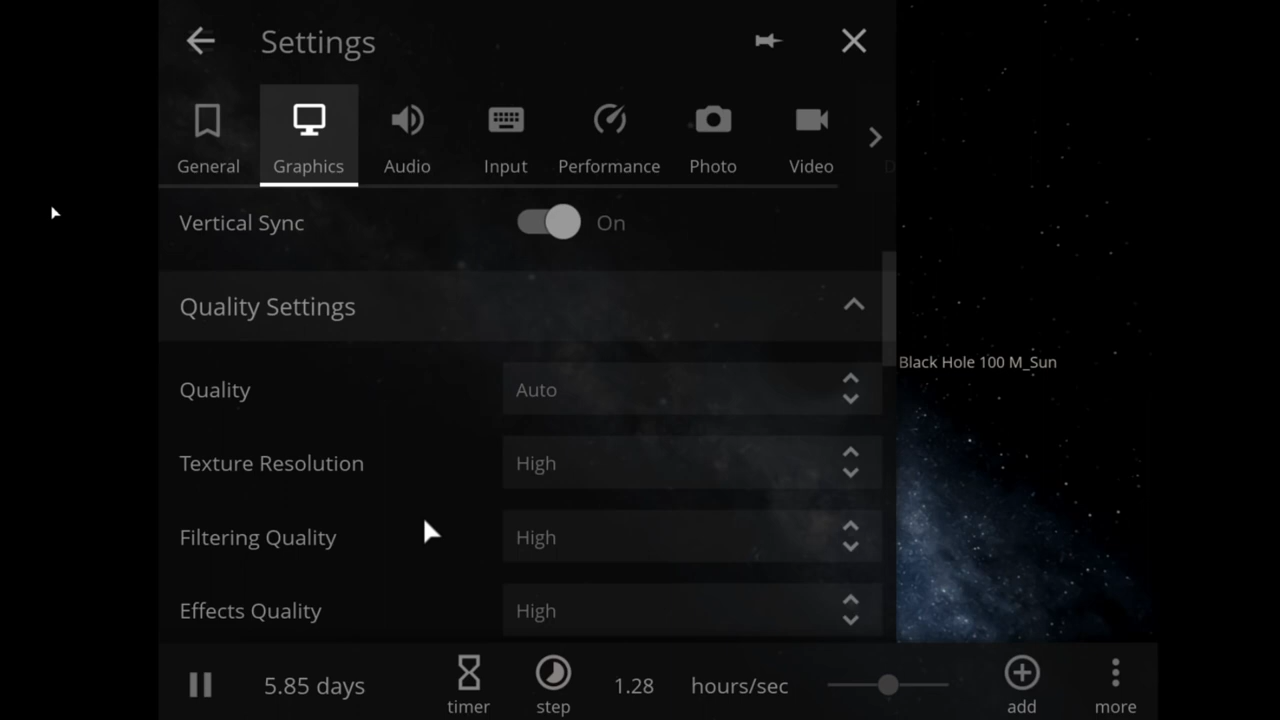 Settings
General Graphics Audio Input Performance Photo Video
Vertical Sync On
Quality Settings
Black Hole 100 M_Sun
Quality Auto
Texture Resolution High
Filtering Quality High
Effects Quality High
5.85 days timer step 1.28 hours/sec add more